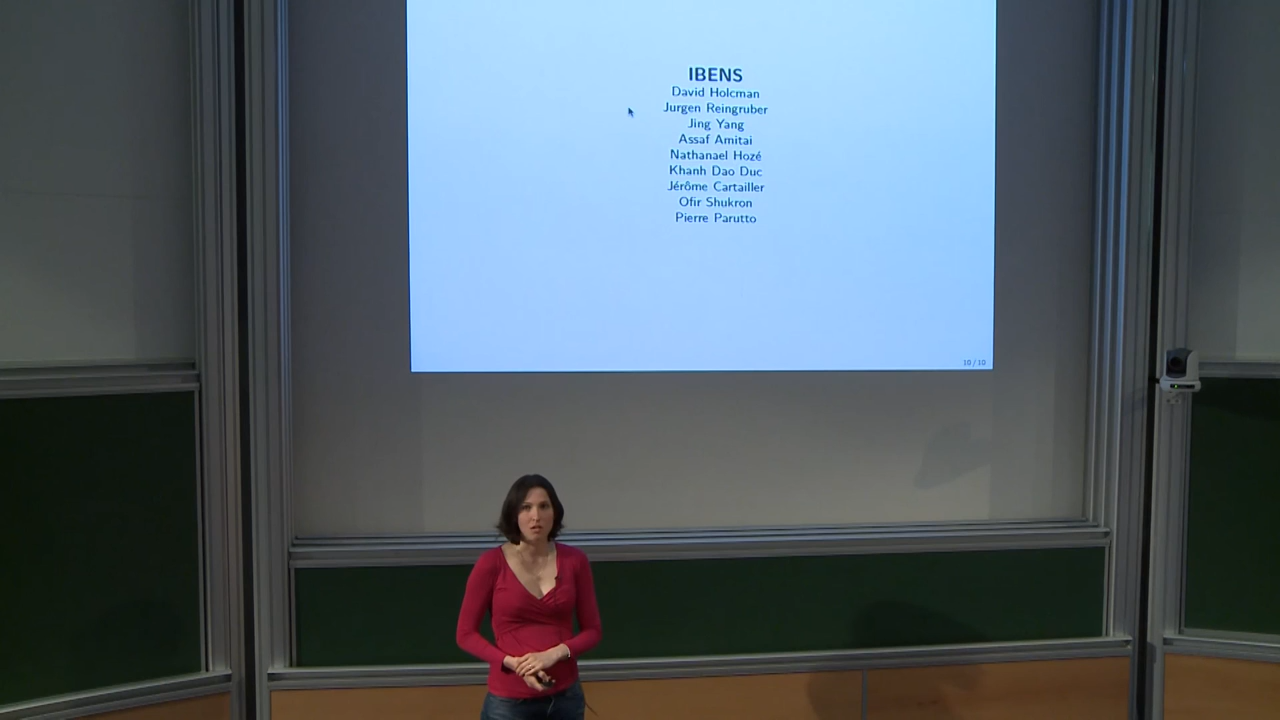 IBENS
David Holcman
Jurgen Reingruber
Jing Yang
Assaf Amitai
Nathanael Hozé
Khanh Dao Duc
Jérôme Cartailler
Ofir Shukron
Pierre Parutto
10 / 10